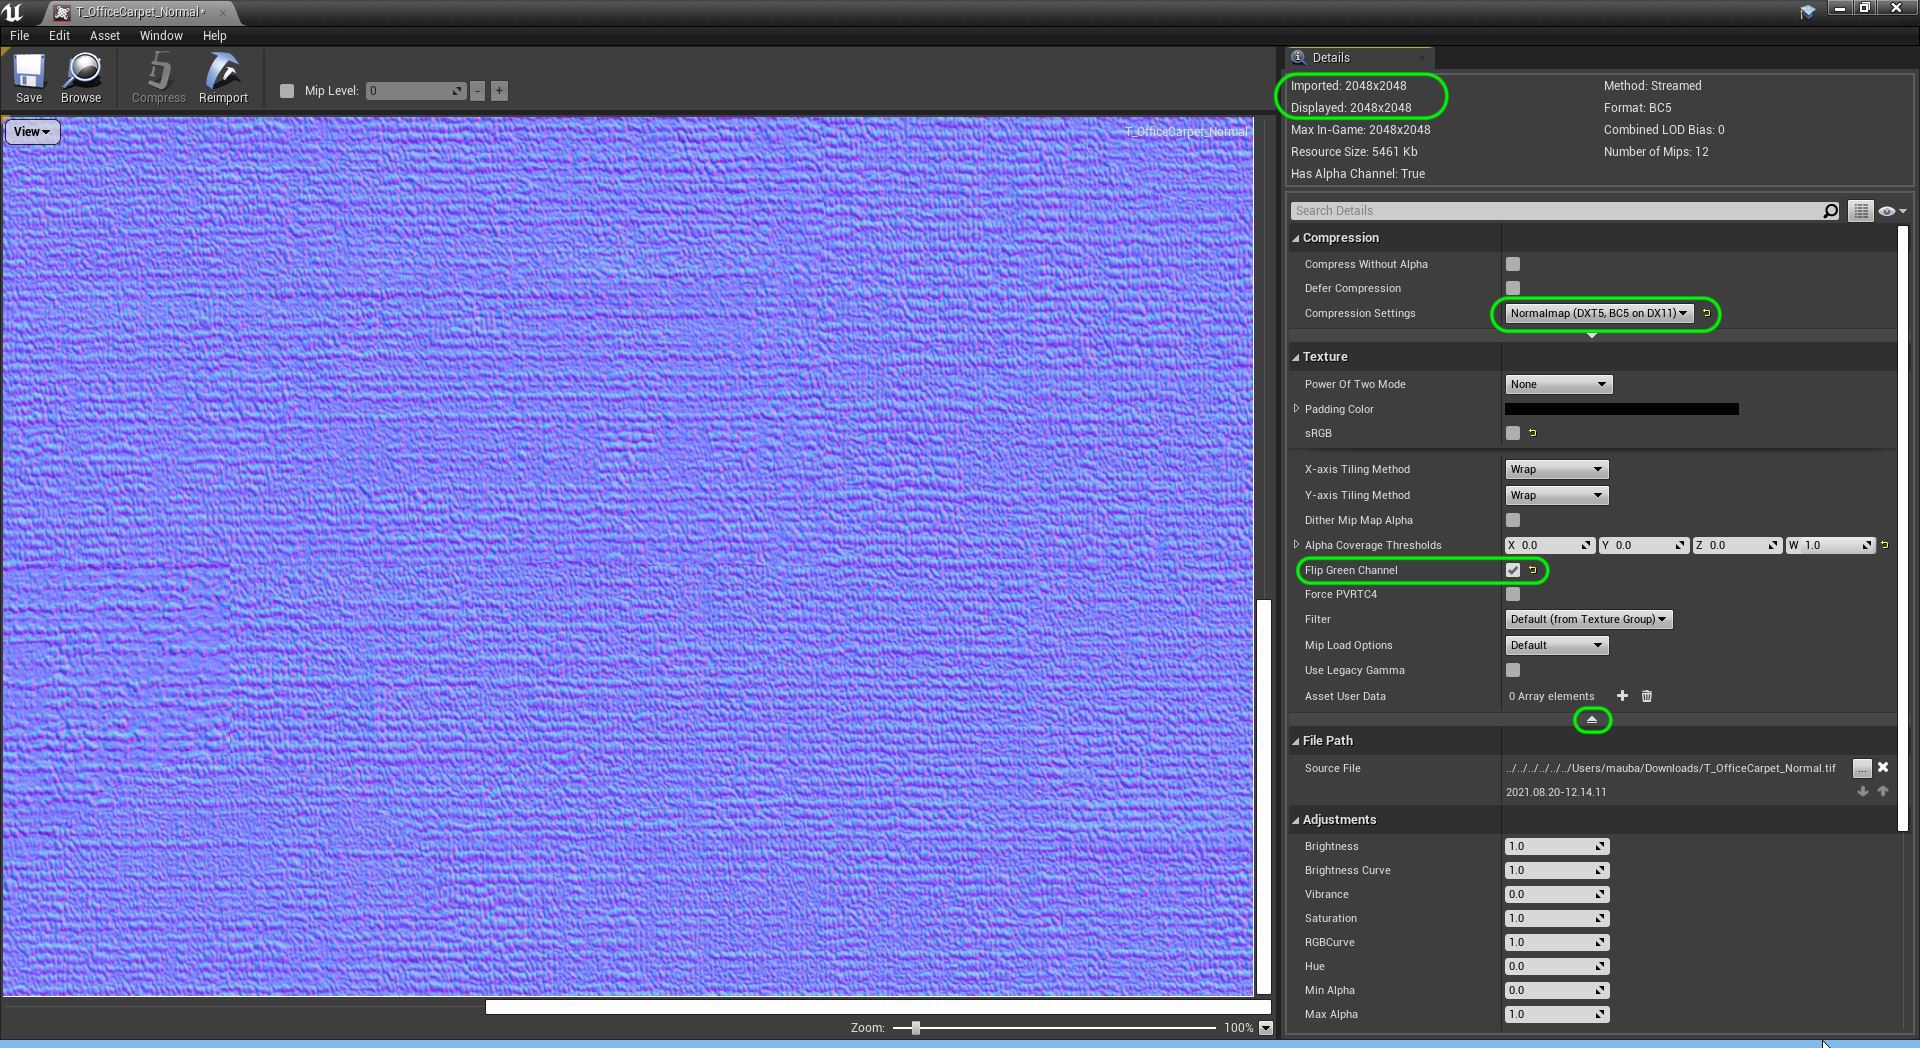 T_OfficeCarpet_Normal*
File Edit Asset Window Help
Save Browse Compress Reimport
Mip Level: 0 - +
View
T_OfficeCarpet_Normal
Zoom: 100%
Details
Imported: 2048x2048 Method: Streamed
Displayed: 2048x2048 Format: BC5
Max In-Game: 2048x2048 Combined LOD Bias: 0
Resource Size: 5461 Kb Number of Mips: 12
Has Alpha Channel: True
Search Details
Compression
Compress Without Alpha
Defer Compression
Compression Settings Normalmap (DXT5, BC5 on DX11)
Texture
Power Of Two Mode None
Padding Color
sRGB
X-axis Tiling Method Wrap
Y-axis Tiling Method Wrap
Dither Mip Map Alpha
Alpha Coverage Thresholds X 0.0 Y 0.0 Z 0.0 W 1.0
Flip Green Channel
Force PVRTC4
Filter Default (from Texture Group)
Mip Load Options Default
Use Legacy Gamma
Asset User Data 0 Array elements
File Path
Source File ../../../../../../Users/mauba/Downloads/T_OfficeCarpet_Normal.tif ...
2021.08.20-12.14.11
Adjustments
Brightness 1.0
Brightness Curve 1.0
Vibrance 0.0
Saturation 1.0
RGBCurve 1.0
Hue 0.0
Min Alpha 0.0
Max Alpha 1.0